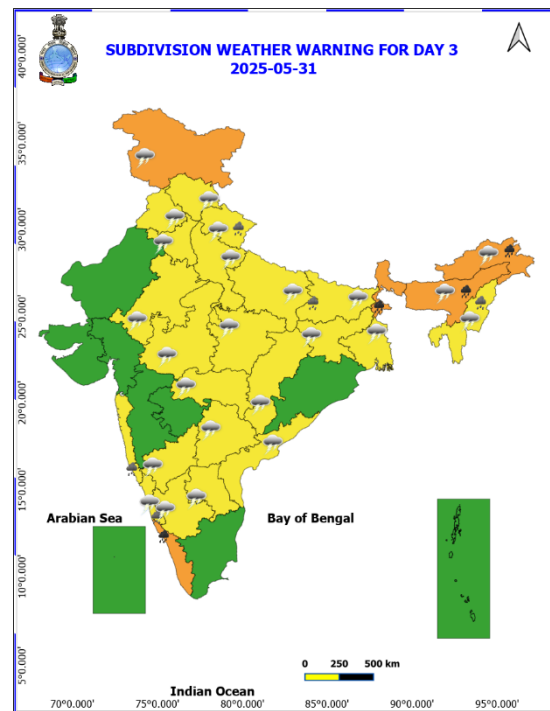 SUBDIVISION WEATHER WARNING FOR DAY 3
2025-05-31
40°0.000'
35°0.000'
30°0.000'
25°0.000'
20°0.000'
15°0.000'
10°0.000'
5°0.000'
Arabian Sea
Bay of Bengal
0 250 500 km
Indian Ocean
70°0.000' 75°0.000' 80°0.000' 85°0.000' 90°0.000' 95°0.000'